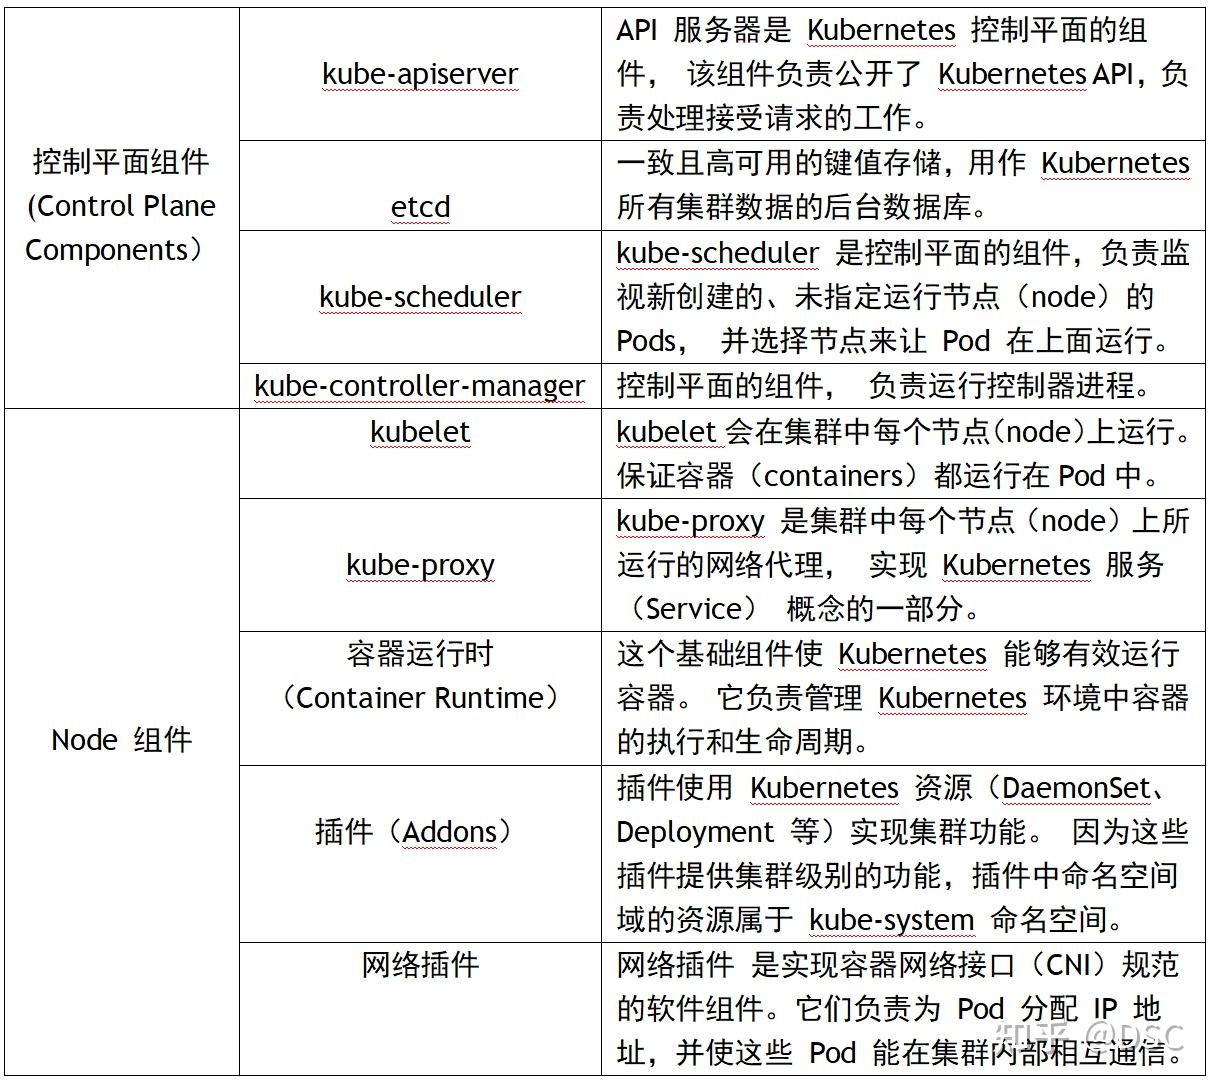 控制平面组件
(Control Plane
Components）
kube-apiserver
API 服务器是 Kubernetes 控制平面的组
件， 该组件负责公开了 Kubernetes API，负
责处理接受请求的工作。
etcd
一致且高可用的键值存储，用作 Kubernetes
所有集群数据的后台数据库。
kube-scheduler
kube-scheduler 是控制平面的组件，负责监
视新创建的、未指定运行节点（node）的
Pods， 并选择节点来让 Pod 在上面运行。
kube-controller-manager
控制平面的组件， 负责运行控制器进程。
Node 组件
kubelet
kubelet 会在集群中每个节点（node）上运行。
保证容器（containers）都运行在 Pod 中。
kube-proxy
kube-proxy 是集群中每个节点（node）上所
运行的网络代理， 实现 Kubernetes 服务
（Service） 概念的一部分。
容器运行时
（Container Runtime）
这个基础组件使 Kubernetes 能够有效运行
容器。 它负责管理 Kubernetes 环境中容器
的执行和生命周期。
插件（Addons）
插件使用 Kubernetes 资源（DaemonSet、
Deployment 等）实现集群功能。 因为这些
插件提供集群级别的功能，插件中命名空间
域的资源属于 kube-system 命名空间。
网络插件
网络插件 是实现容器网络接口（CNI）规范
的软件组件。它们负责为 Pod 分配 IP 地
址，并使这些 Pod 能在集群内部相互通信。
知乎 @DSC